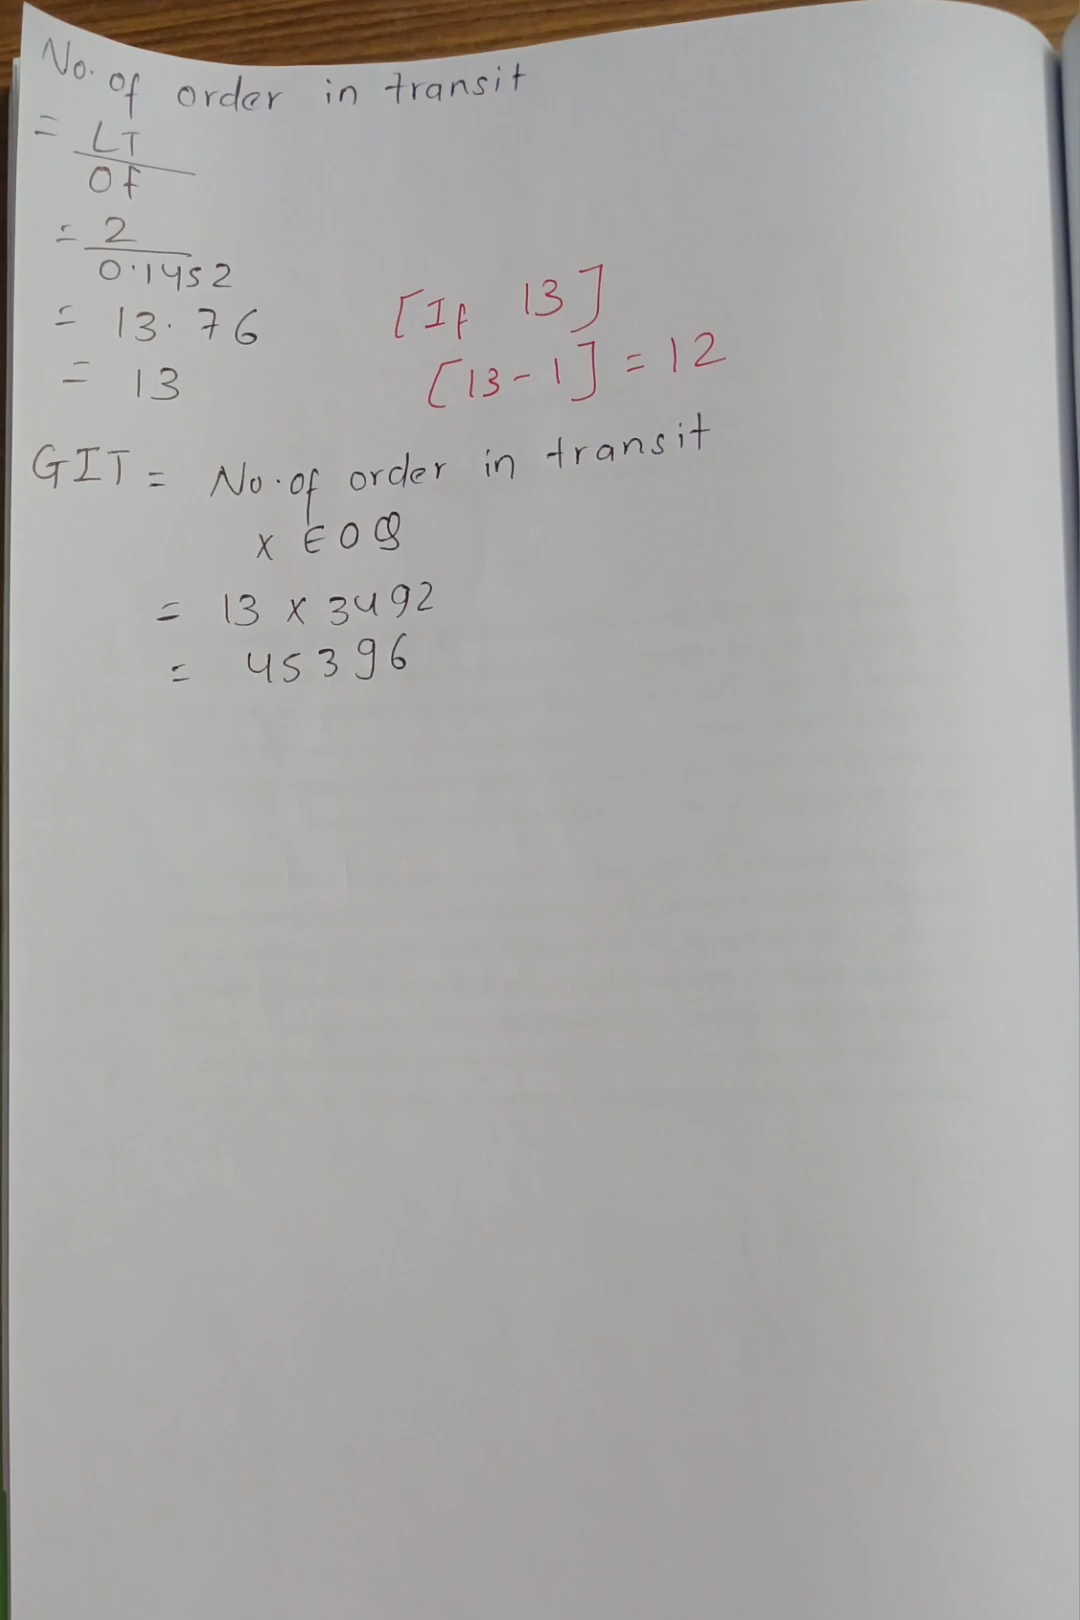 No. of order in transit
= LT
OF
= 2
0.1452
= 13.76
[If 13]
= 13
[13-1] = 12
GIT = No. of order in transit
x EOQ
= 13 x 3492
= 45396